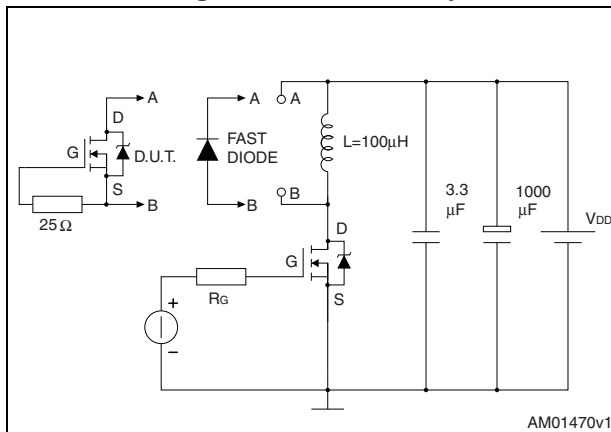 A
D
G
D.U.T.
S
B
25 Ω
A
FAST
DIODE
B
A
L=100µH
B
D
G
S
RG
+
-
3.3
µF
1000
µF
VDD
AM01470v1